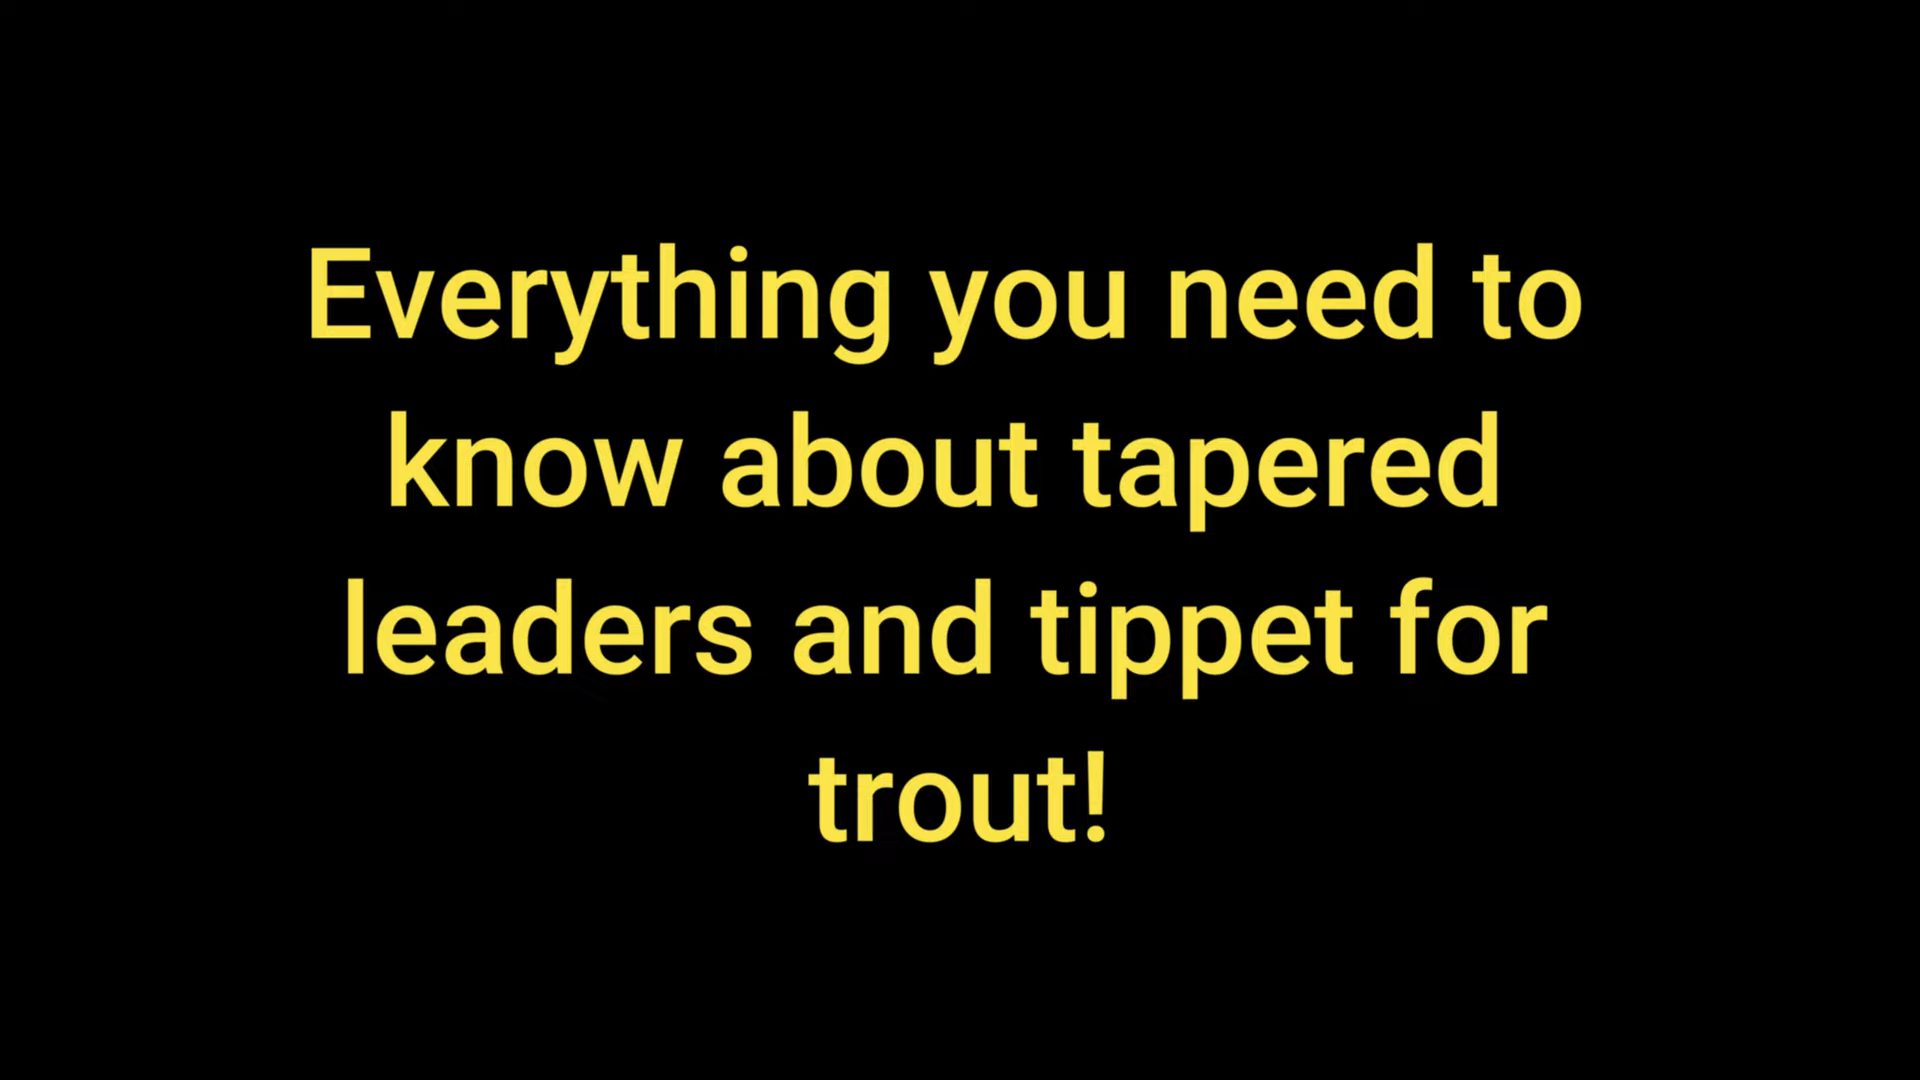 Everything you need to
know about tapered
leaders and tippet for
trout!